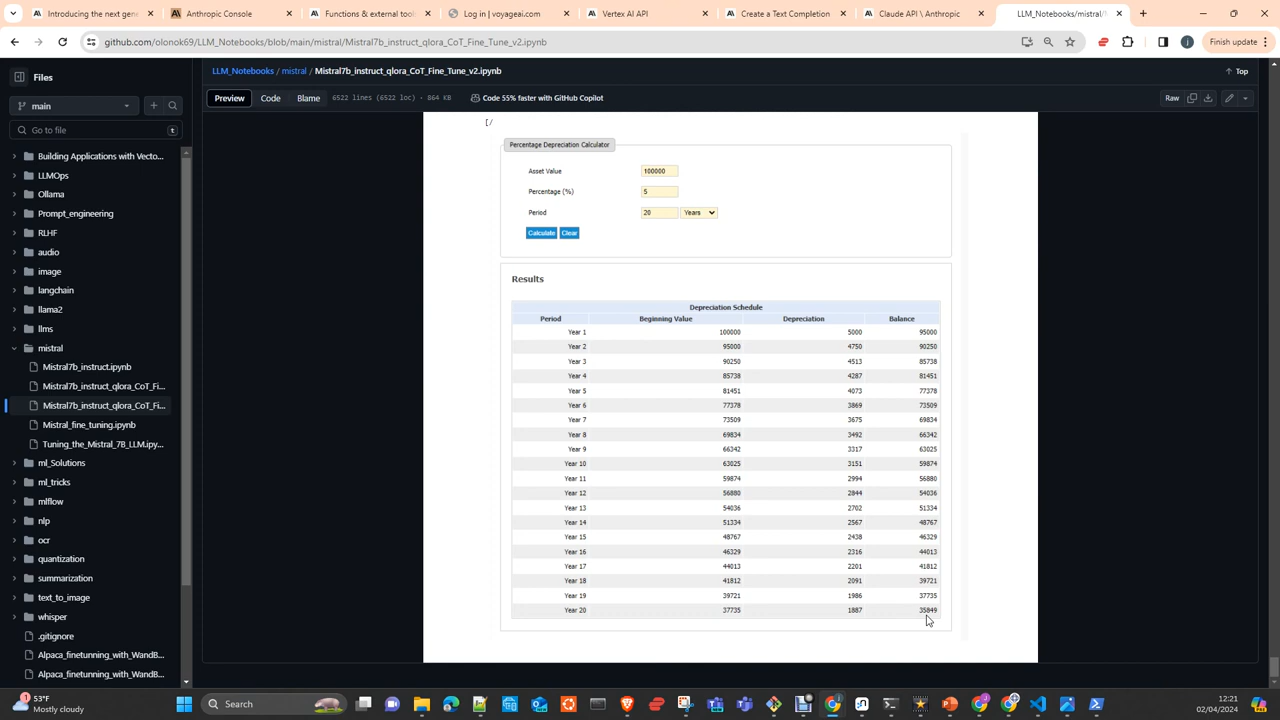 Introducing the next gener
Anthropic Console
Functions & external tool
Log in | voyageai.com
Vertex AI API
Create a Text Completion
Claude API \ Anthropic
LLM_Notebooks/mistral/
github.com/olonok69/LLM_Notebooks/blob/main/mistral/Mistral7b_instruct_qlora_CoT_Fine_Tune_v2.ipynb
Finish update
Files
LLM_Notebooks / mistral / Mistral7b_instruct_qlora_CoT_Fine_Tune_v2.ipynb
Top
main
Preview Code Blame 6522 lines (6522 loc) · 864 KB Code 55% faster with GitHub Copilot Raw
Go to file t
Building Applications with Vecto...
LLMOps
Ollama
Prompt_engineering
RLHF
audio
image
langchain
llama2
llms
mistral
Mistral7b_instruct.ipynb
Mistral7b_instruct_qlora_CoT_Fi...
Mistral7b_instruct_qlora_CoT_Fi...
Mistral_fine_tuning.ipynb
Tuning_the_Mistral_7B_LLM.ipy...
ml_Solutions
ml_tricks
mlflow
nlp
ocr
quantization
summarization
text_to_image
whisper
.gitignore
Alpaca_finetunning_with_WandB...
Alpaca_finetunning_with_WandB...
[/
Percentage Depreciation Calculator
Asset Value 100000
Percentage (%) 5
Period 20 Years
Calculate Clear
Results
Depreciation Schedule
Period Beginning Value Depreciation Balance
Year 1 100000 5000 95000
Year 2 95000 4750 90250
Year 3 90250 4513 85738
Year 4 85738 4287 81451
Year 5 81451 4073 77378
Year 6 77378 3869 73509
Year 7 73509 3675 69834
Year 8 69834 3492 66342
Year 9 66342 3317 63025
Year 10 63025 3151 59874
Year 11 59874 2994 56880
Year 12 56880 2844 54036
Year 13 54036 2702 51334
Year 14 51334 2567 48767
Year 15 48767 2438 46329
Year 16 46329 2316 44013
Year 17 44013 2201 41812
Year 18 41812 2091 39721
Year 19 39721 1986 37735
Year 20 37735 1887 35849
53°F
Mostly cloudy
Search
12:21
02/04/2024